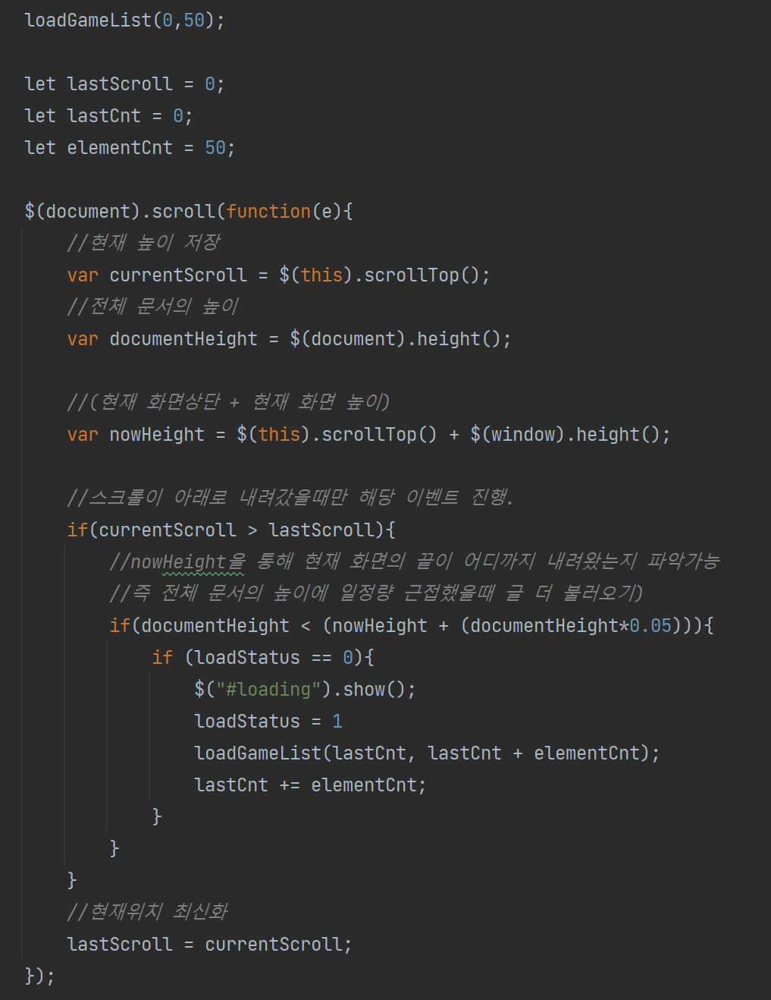 loadGameList(0,50);
let lastScroll = 0;
let lastCnt = 0;
let elementCnt = 50;
$(document).scroll(function(e){
//현재 높이 저장
var currentScroll = $(this).scrollTop();
//전체 문서의 높이
var documentHeight = $(document).height();
//(현재 화면상단 + 현재 화면 높이)
var nowHeight = $(this).scrollTop() + $(window).height();
//스크롤이 아래로 내려갔을때만 해당 이벤트 진행.
if(currentScroll > lastScroll){
//nowHeight을 통해 현재 화면의 끝이 어디까지 내려왔는지 파악가능
//즉 전체 문서의 높이에 일정량 근접했을때 글 더 불러오기)
if(documentHeight < (nowHeight + (documentHeight*0.05))){
if (loadStatus == 0){
$("#loading").show();
loadStatus = 1
loadGameList(lastCnt, lastCnt + elementCnt);
lastCnt += elementCnt;
}
}
}
//현재위치 최신화
lastScroll = currentScroll;
});